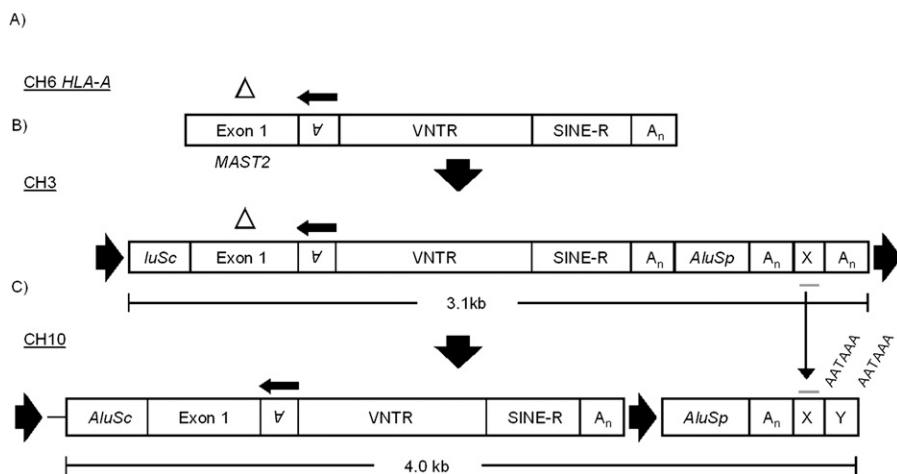 A)
CH6 HLA-A
B)
Exon 1 ∀ VNTR SINE-R An
MAST2
CH3
luSc Exon 1 ∀ VNTR SINE-R An AluSp An X An
C)
3.1kb
CH10
AATAAA
AATAAA
AluSc Exon 1 ∀ VNTR SINE-R An AluSp An X Y
4.0 kb